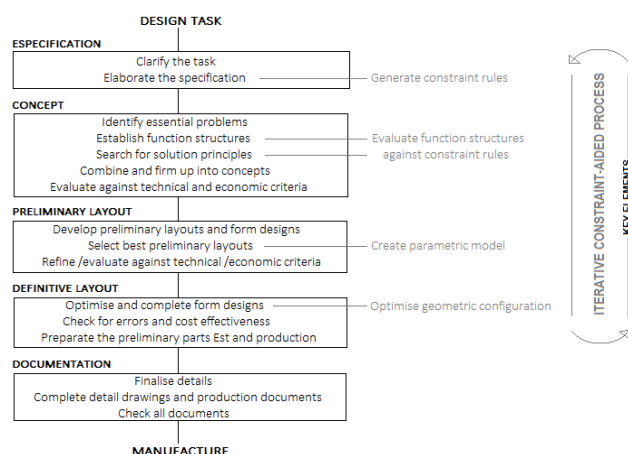 DESIGN TASK
ESPECIFICATION
Clarify the task
Elaborate the specification
Generate constraint rules
CONCEPT
Identify essential problems
Establish function structures
Evaluate function structures
Search for solution principles
against constraint rules
Combine and firm up into concepts
Evaluate against technical and economic criteria
PRELIMINARY LAYOUT
Develop preliminary layouts and form designs
Select best preliminary layouts
Create parametric model
Refine /evaluate against technical /economic criteria
DEFINITIVE LAYOUT
Optimise and complete form designs
Optimise geometric configuration
Check for errors and cost effectiveness
Preparate the preliminary parts Est and production
DOCUMENTATION
Finalise details
Complete detail drawings and production documents
Check all documents
MANUFACTURE
ITERATIVE CONSTRAINT-AIDED PROCESS
KEY ELEMENTS